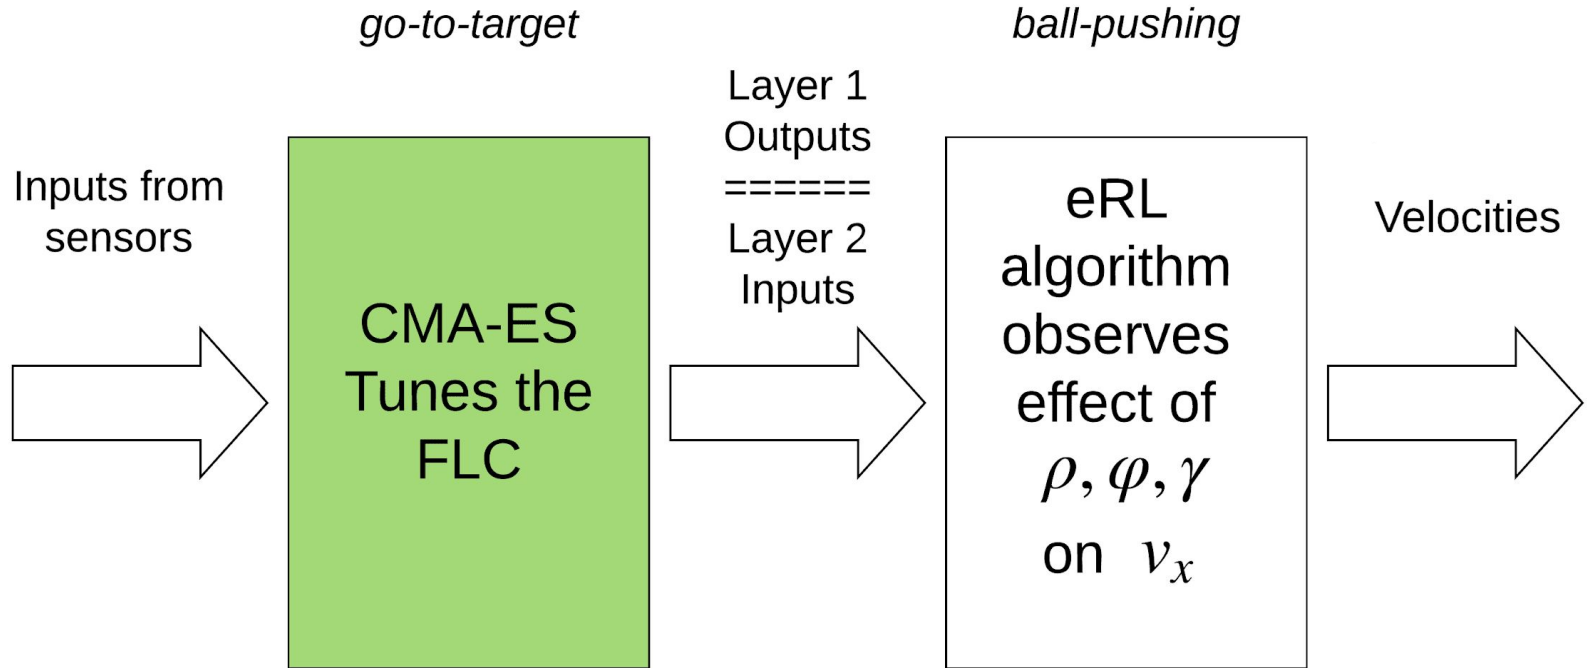 go-to-target
ball-pushing
Inputs from
sensors
CMA-ES
Tunes the
FLC
Layer 1
Outputs
======
Layer 2
Inputs
eRL
algorithm
observes
effect of
ρ, φ, γ
on vₓ
Velocities